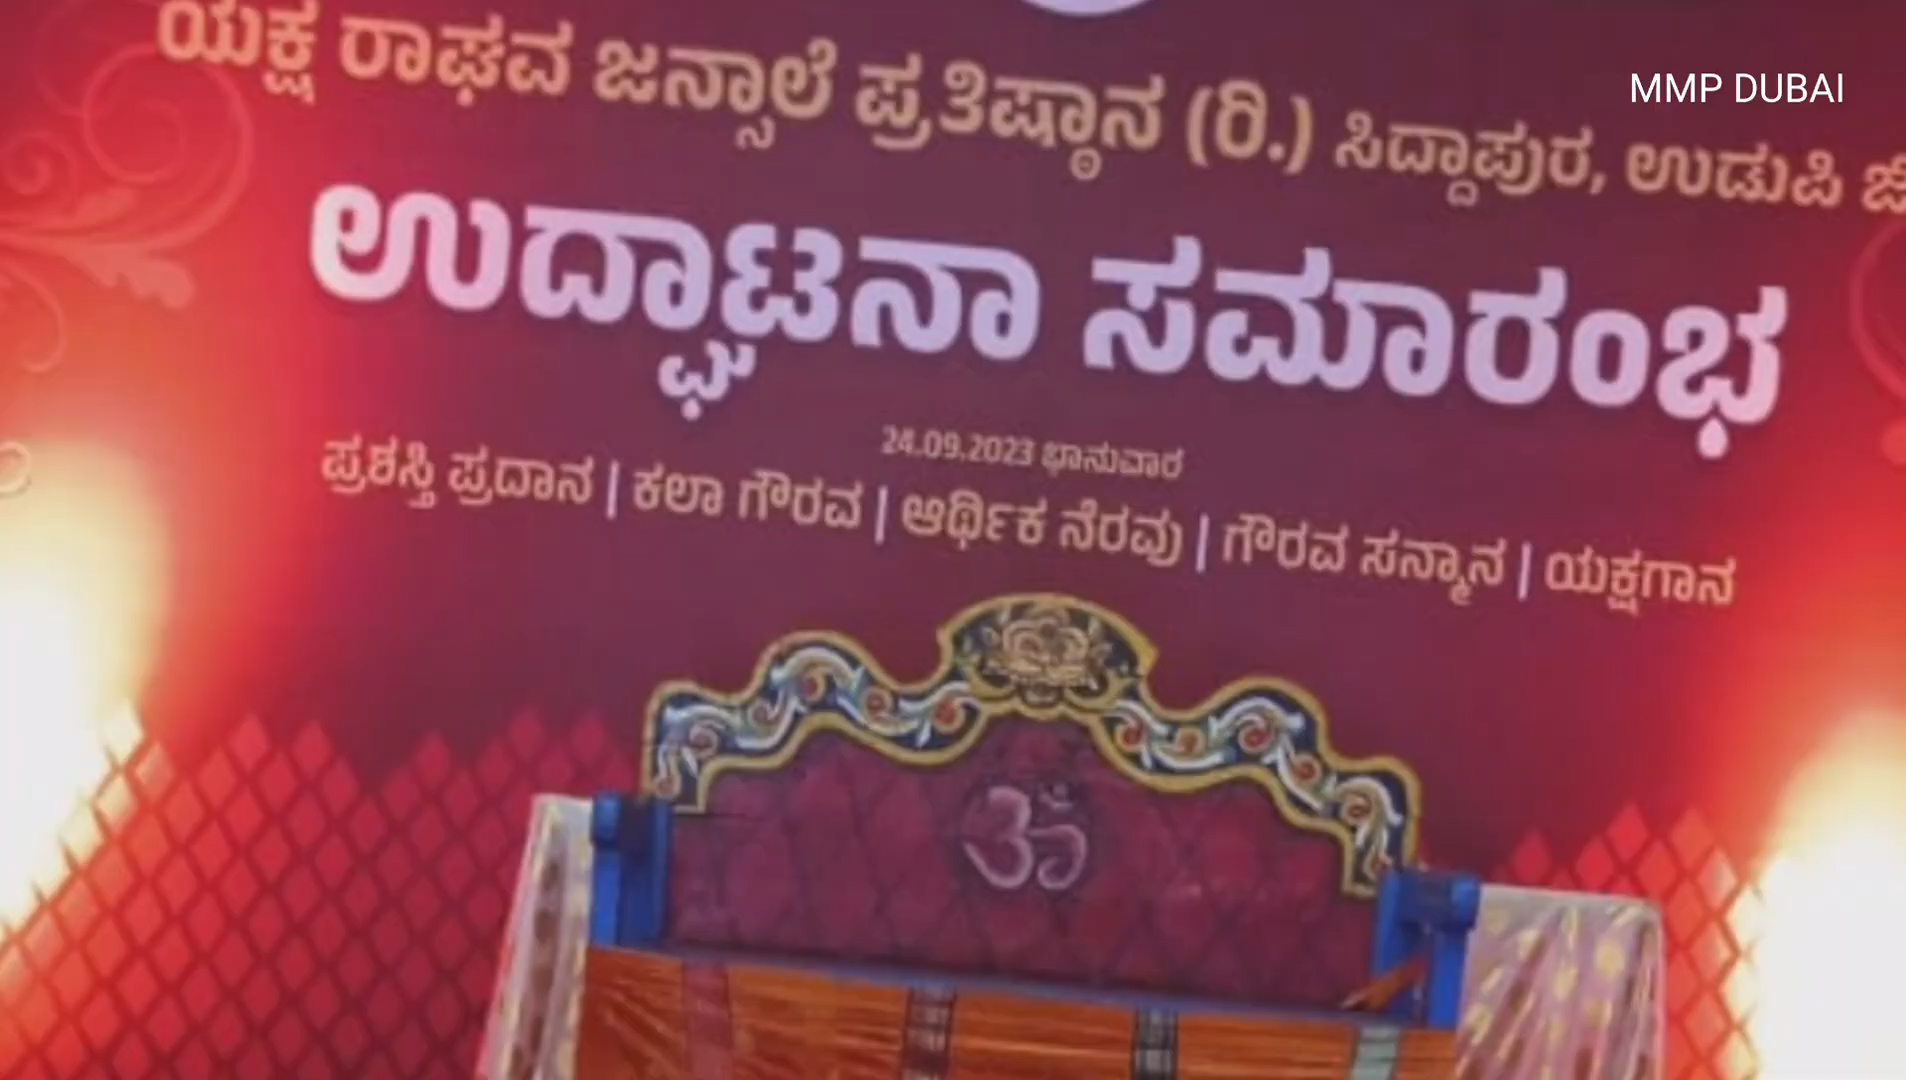 MMP DUBAI
ಯಕ್ಷ ರಾಘವ ಜನ್ಸಾಲೆ ಪ್ರತಿಷ್ಠಾನ (ರಿ.) ಸಿದ್ದಾಪುರ, ಉಡುಪಿ
ಉದ್ಘಾಟನಾ ಸಮಾರಂಭ
24.09.2023 ಭಾನುವಾರ
ಪ್ರಶಸ್ತಿ ಪ್ರದಾನ | ಕಲಾ ಗೌರವ | ಆರ್ಥಿಕ ನೆರವು | ಗೌರವ ಸನ್ಮಾನ | ಯಕ್ಷಗಾನ
ॐ